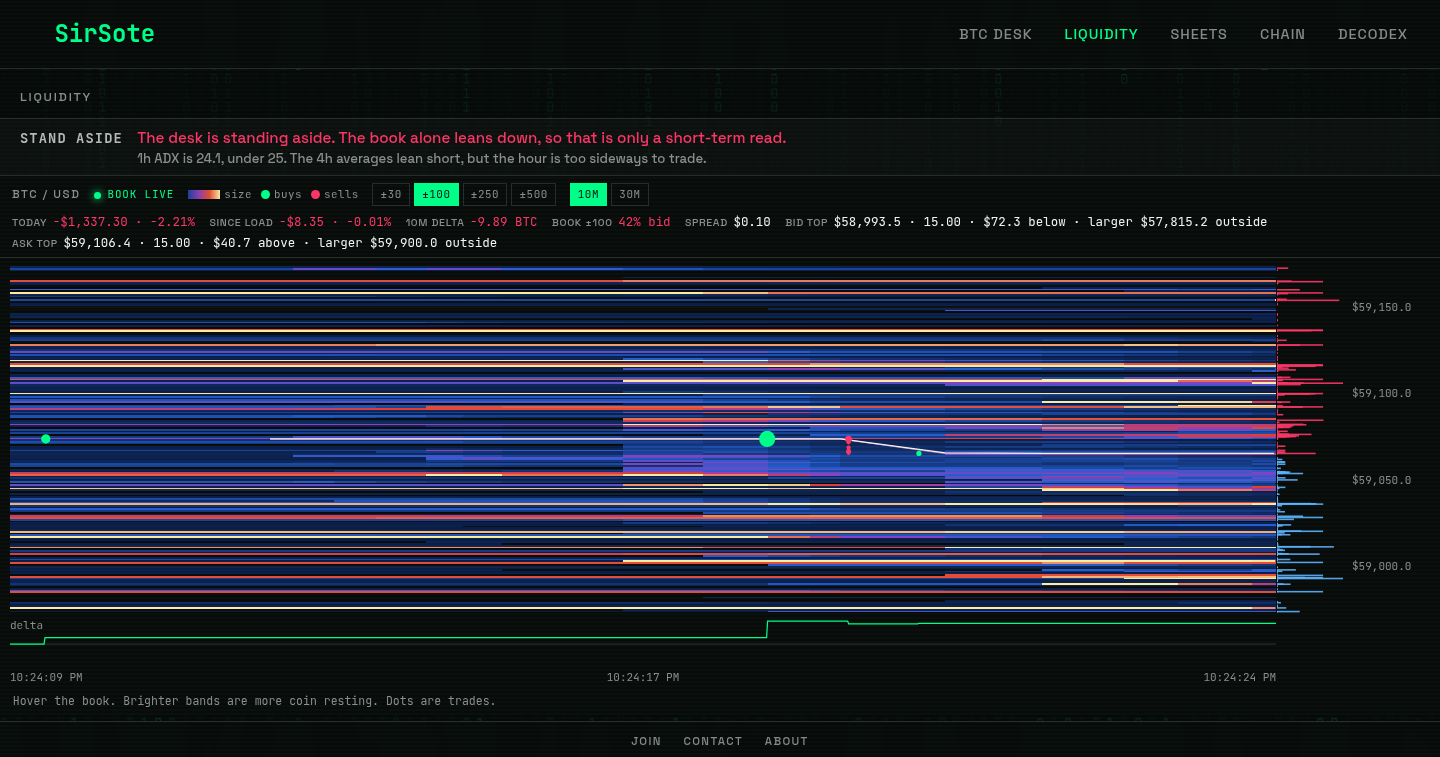 SirSote
BTC DESK LIQUIDITY SHEETS CHAIN DECODEX
LIQUIDITY
STAND ASIDE The desk is standing aside. The book alone leans down, so that is only a short-term read.
1h ADX is 24.1, under 25. The 4h averages lean short, but the hour is too sideways to trade.
BTC / USD BOOK LIVE size buys sells ±30 ±100 ±250 ±500 10M 30M
TODAY -$1,337.30 · -2.21% SINCE LOAD -$8.35 · -0.01% 10M DELTA -9.89 BTC BOOK ±100 42% bid SPREAD $0.10 BID TOP $58,993.5 · 15.00 · $72.3 below · larger $57,815.2 outside
ASK TOP $59,106.4 · 15.00 · $40.7 above · larger $59,900.0 outside
$59,150.0
$59,100.0
$59,050.0
$59,000.0
delta
10:24:09 PM 10:24:17 PM 10:24:24 PM
Hover the book. Brighter bands are more coin resting. Dots are trades.
JOIN CONTACT ABOUT